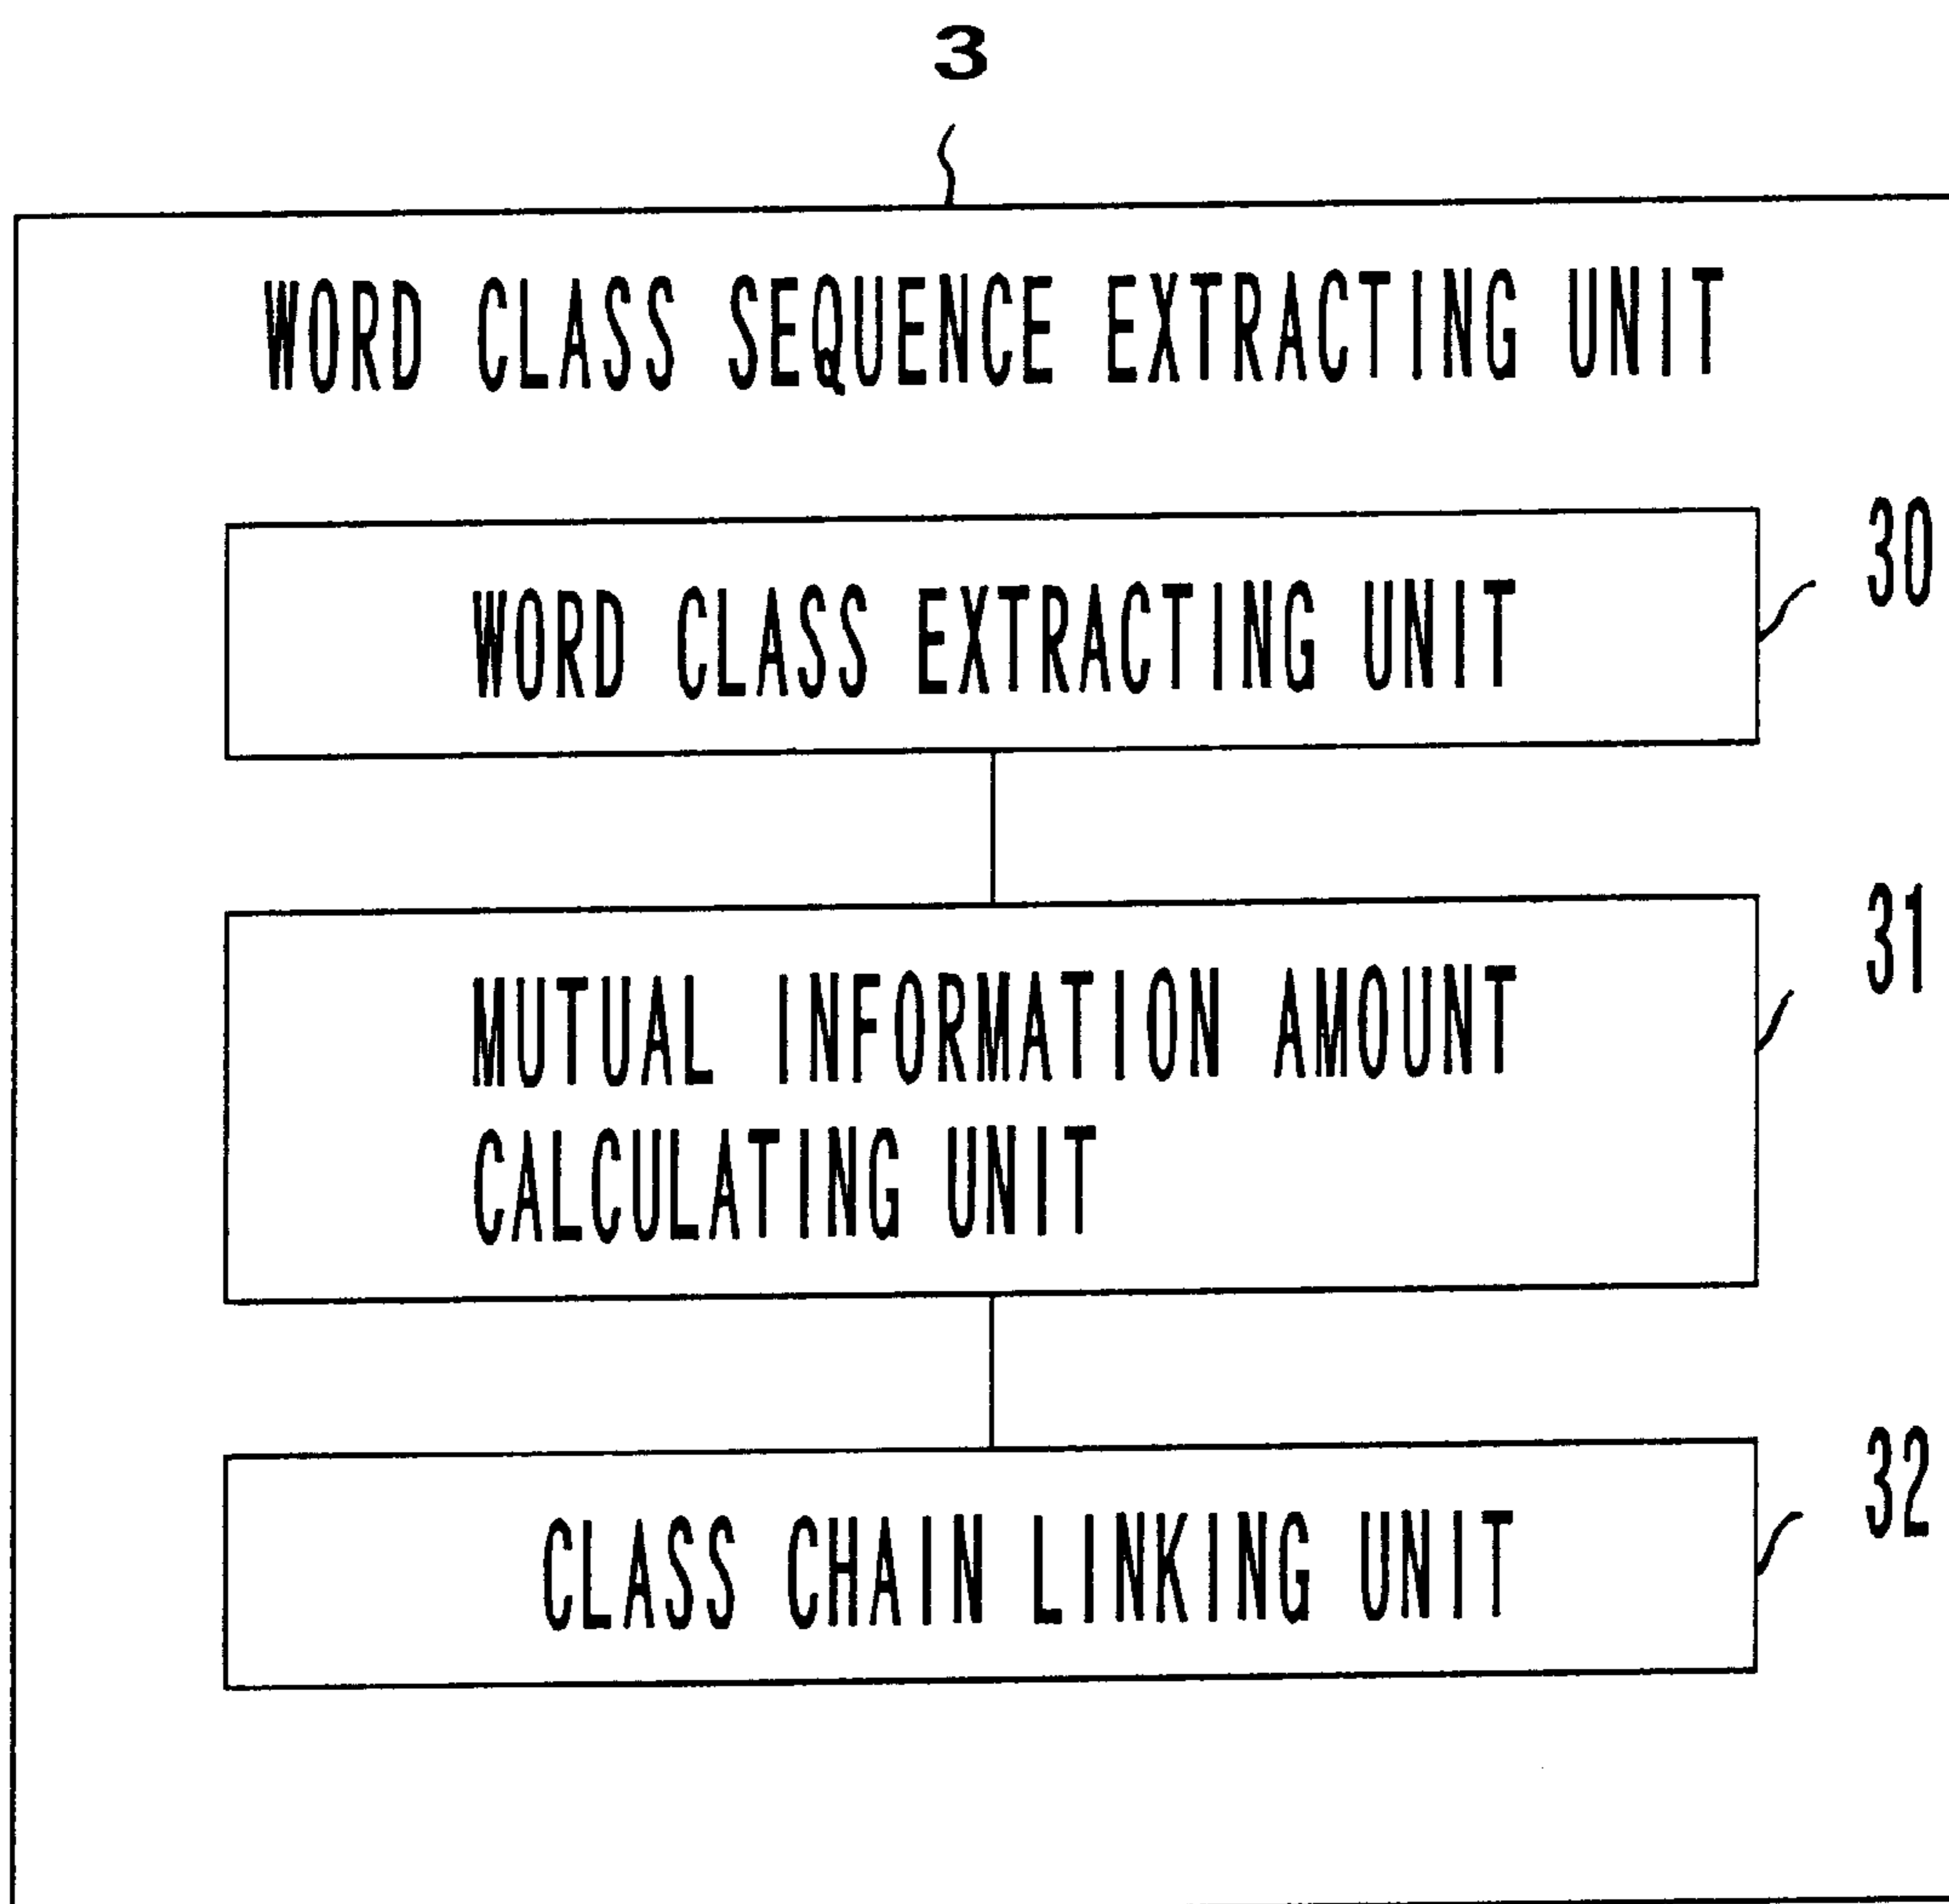 3
WORD CLASS SEQUENCE EXTRACTING UNIT
30
WORD CLASS EXTRACTING UNIT
31
MUTUAL INFORMATION AMOUNT
CALCULATING UNIT
32
CLASS CHAIN LINKING UNIT